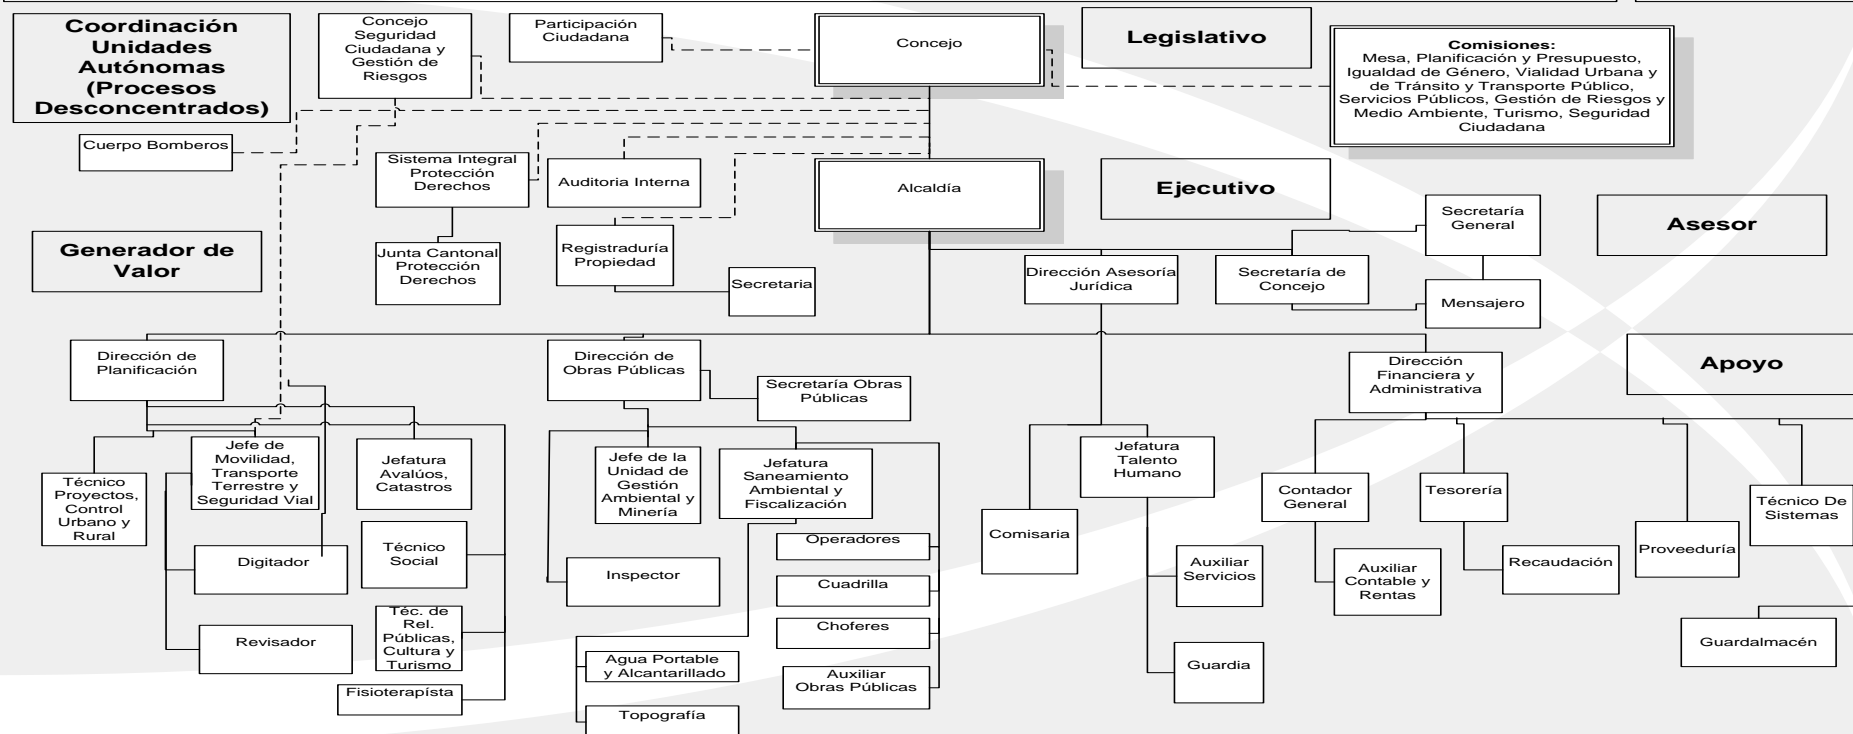 Coordinación
Unidades
Autónomas
(Procesos
Desconcentrados)
Concejo
Seguridad
Ciudadana y
Gestión de
Riesgos
Participación
Ciudadana
Concejo
Legislativo
Comisiones:
Mesa, Planificación y Presupuesto,
Igualdad de Género, Vialidad Urbana y
de Tránsito y Transporte Público,
Servicios Públicos, Gestión de Riesgos y
Medio Ambiente, Turismo, Seguridad
Ciudadana
Cuerpo Bomberos
Sistema Integral
Protección
Derechos
Auditoria Interna
Alcaldía
Ejecutivo
Secretaría
General
Asesor
Generador de
Valor
Junta Cantonal
Protección
Derechos
Registraduría
Propiedad
Secretaria
Dirección Asesoría
Jurídica
Secretaría de
Concejo
Mensajero
Dirección de
Planificación
Dirección de
Obras Públicas
Secretaría Obras
Públicas
Dirección
Financiera y
Administrativa
Apoyo
Técnico
Proyectos,
Control
Urbano y
Rural
Jefe de
Movilidad,
Transporte
Terrestre y
Seguridad Vial
Jefatura
Avalúos,
Catastros
Jefe de la
Unidad de
Gestión
Ambiental y
Minería
Jefatura
Saneamiento
Ambiental y
Fiscalización
Jefatura
Talento
Humano
Contador
General
Tesorería
Técnico De
Sistemas
Comisaria
Proveeduría
Digitador
Técnico
Social
Inspector
Operadores
Cuadrilla
Choferes
Auxiliar
Obras Públicas
Auxiliar
Servicios
Auxiliar
Contable y
Rentas
Recaudación
Revisador
Téc. de
Rel.
Públicas,
Cultura y
Turismo
Fisioterapísta
Agua Portable
y Alcantarillado
Topografía
Guardia
Guardalmacén